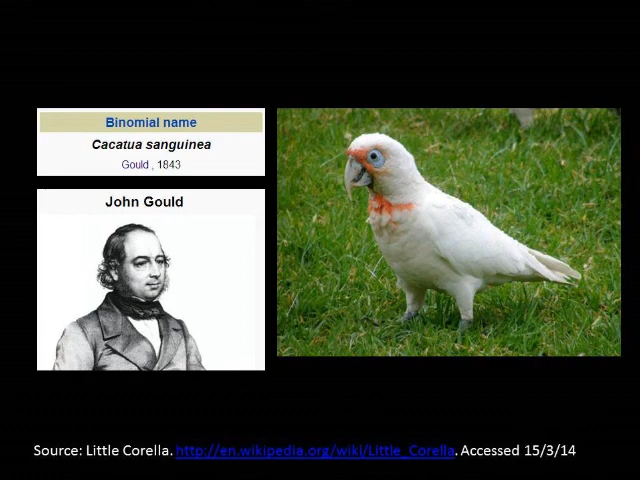 Binomial name
Cacatua sanguinea
Gould , 1843
John Gould
Source: Little Corella. http://en.wikipedia.org/wiki/Little_Corella. Accessed 15/3/14